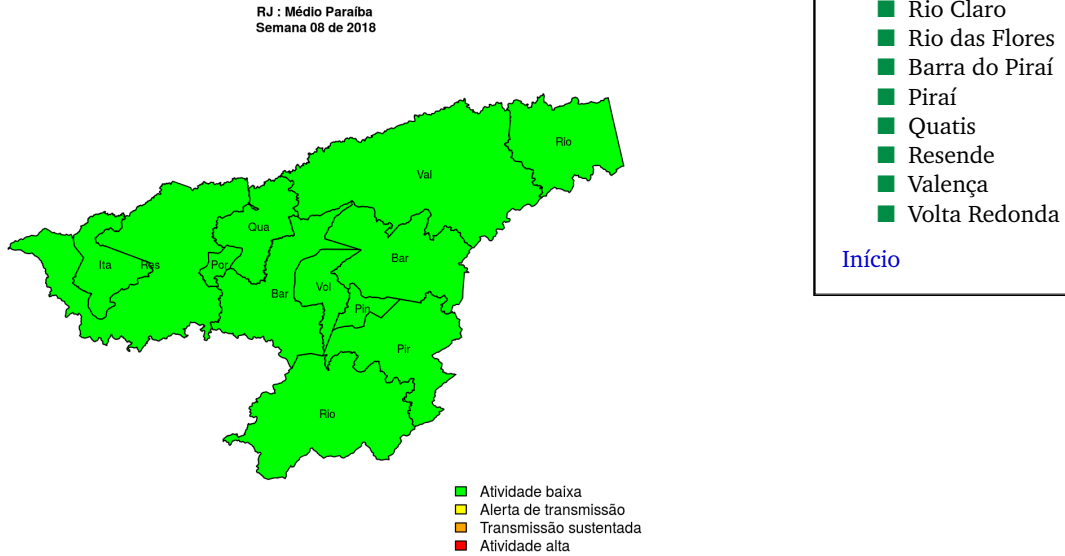 RJ : Médio Paraíba
Semana 08 de 2018
Rio
Val
Qua
Ita
Res
Por
Bar
Bar
Vol
Pin
Pir
Rio
Atividade baixa
Alerta de transmissão
Transmissão sustentada
Atividade alta
Rio Claro
Rio das Flores
Barra do Piraí
Piraí
Quatis
Resende
Valença
Volta Redonda
Início